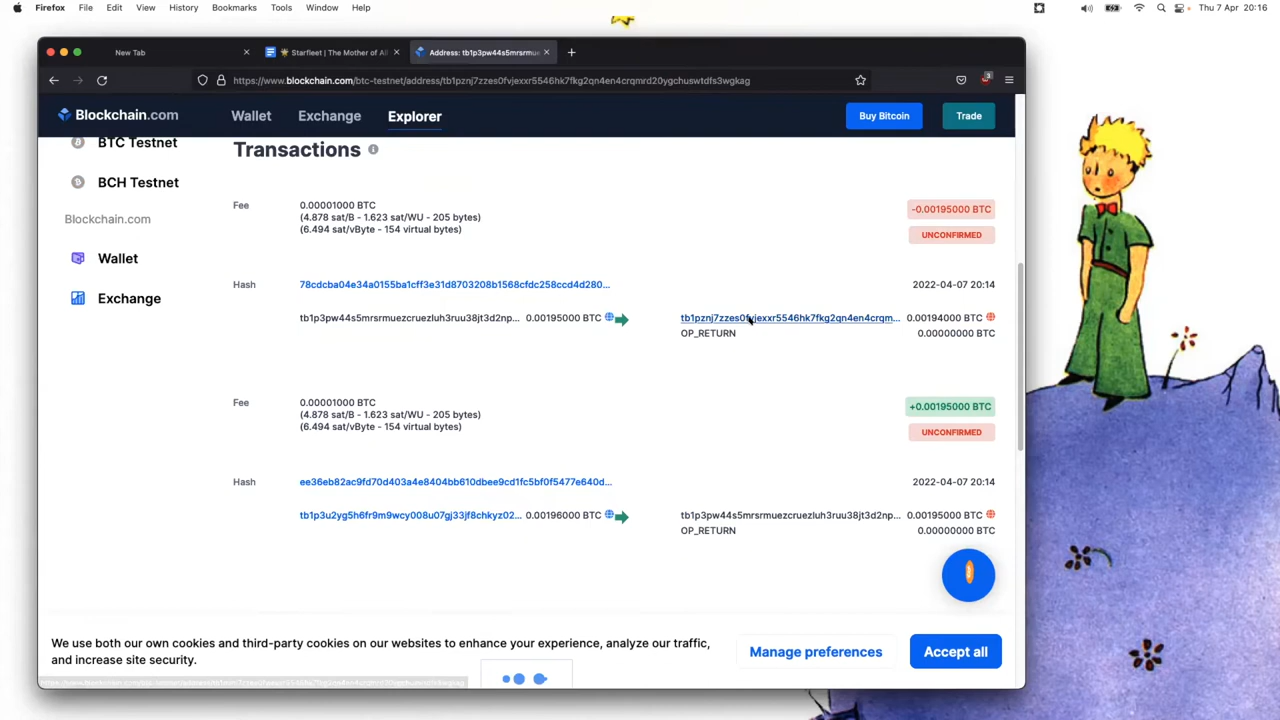 Firefox File Edit View History Bookmarks Tools Window Help Thu 7 Apr 20:16
New Tab Starfleet | The Mother of All Address: tb1p3pw44s5mrsrmue
https://www.blockchain.com/btc-testnet/address/tb1pznj7zzes0fvjexxr5546hk7fkg2qn4en4crqmrd20ygchuswtdfs3wgkag
3
Blockchain.com Wallet Exchange Explorer Buy Bitcoin Trade
BTC Testnet
BCH Testnet
Blockchain.com
Wallet
Exchange
Transactions
Fee 0.00001000 BTC -0.00195000 BTC
(4.878 sat/B - 1.623 sat/WU - 205 bytes)
(6.494 sat/vByte - 154 virtual bytes) UNCONFIRMED
Hash 78cdcba04e34a0155ba1cff3e31d8703208b1568cfdc258ccd4d280... 2022-04-07 20:14
tb1p3pw44s5mrsrmuezcruezluh3ruu38jt3d2np... 0.00195000 BTC tb1pznj7zzes0fvjexxr5546hk7fkg2qn4en4crqm... 0.00194000 BTC
OP_RETURN 0.00000000 BTC
Fee 0.00001000 BTC +0.00195000 BTC
(4.878 sat/B - 1.623 sat/WU - 205 bytes)
(6.494 sat/vByte - 154 virtual bytes) UNCONFIRMED
Hash ee36eb82ac9fd70d403a4e8404bb610dbee9cd1fc5bf0f5477e640d... 2022-04-07 20:14
tb1p3u2yg5h6fr9m9wcy008u07gj33jf8chkyz02... 0.00196000 BTC tb1p3pw44s5mrsrmuezcruezluh3ruu38jt3d2np... 0.00195000 BTC
OP_RETURN 0.00000000 BTC
We use both our own cookies and third-party cookies on our websites to enhance your experience, analyze our traffic,
and increase site security.
Manage preferences Accept all